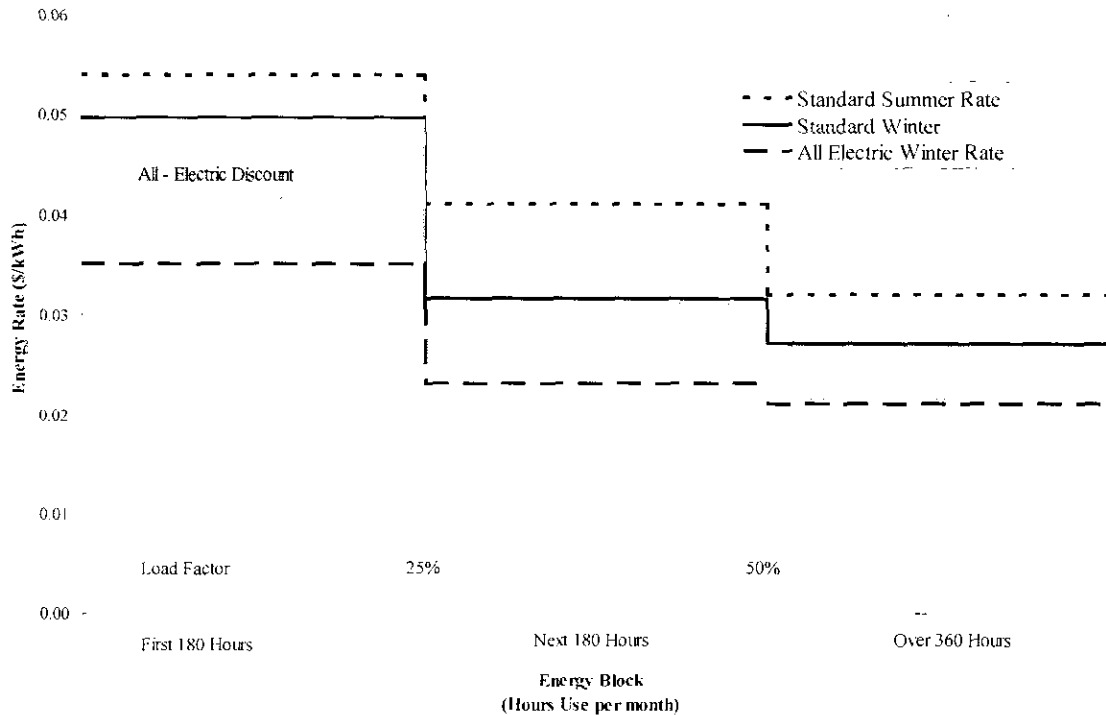 0.06
0.05
0.04
0.03
0.02
0.01
0.00
Energy Rate ($/kWh)
Standard Summer Rate
Standard Winter
All Electric Winter Rate
All - Electric Discount
Load Factor
25%
50%
First 180 Hours
Next 180 Hours
Over 360 Hours
Energy Block
(Hours Use per month)